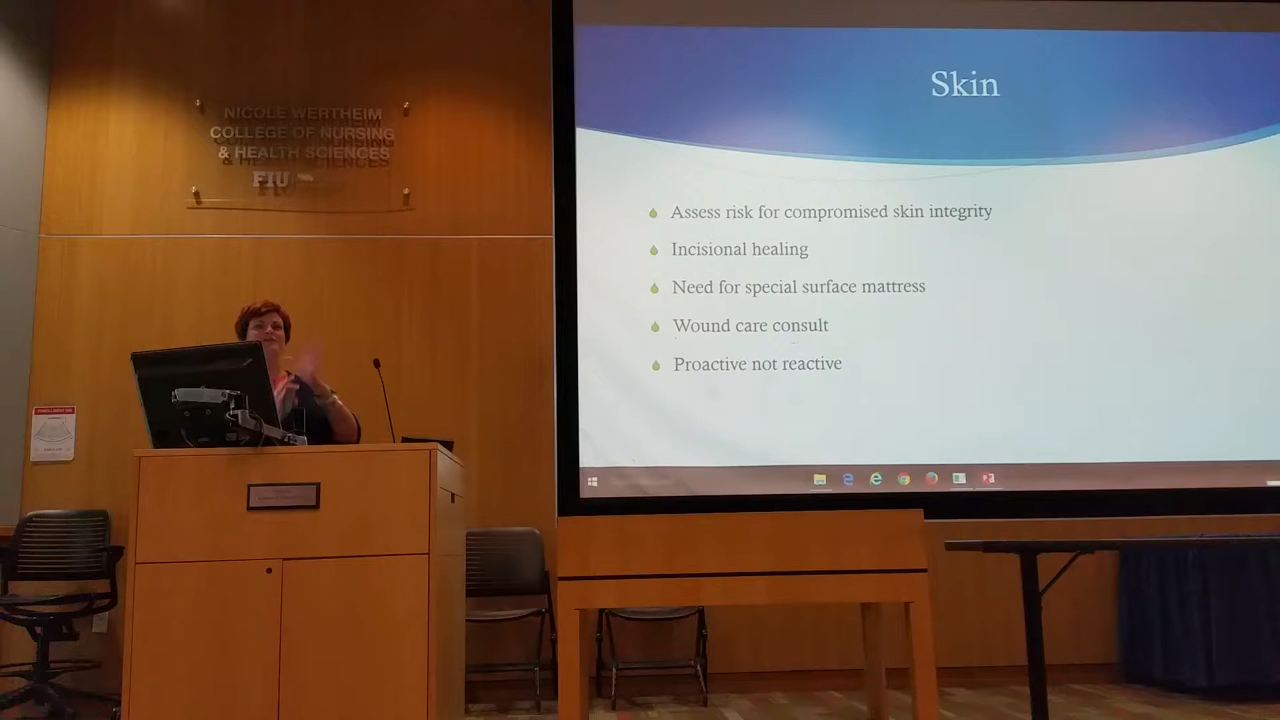 NICOLE WERTHEIM
COLLEGE OF NURSING
& HEALTH SCIENCES
FIU
Skin
Assess risk for compromised skin integrity
Incisional healing
Need for special surface mattress
Wound care consult
Proactive not reactive